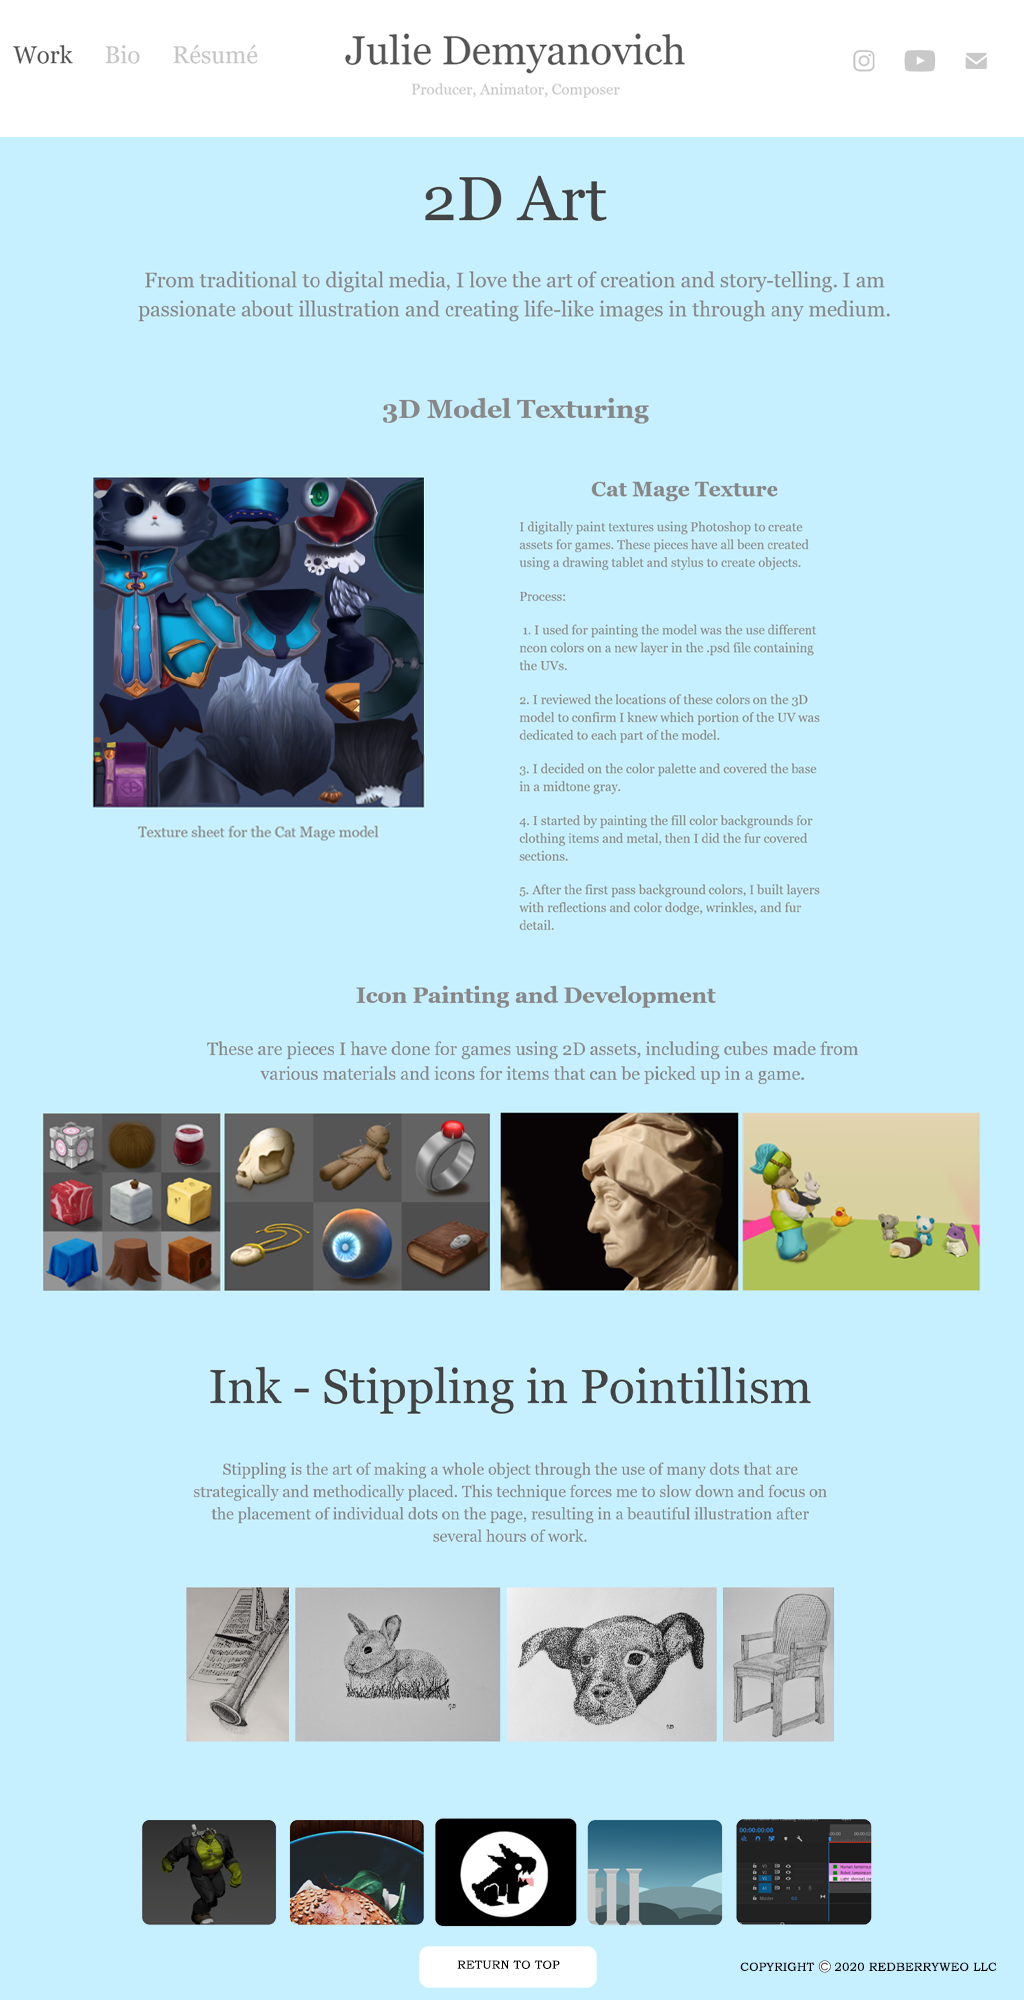 Work Bio Résumé
Julie Demyanovich
Producer, Animator, Composer
2D Art
From traditional to digital media, I love the art of creation and story-telling. I am
passionate about illustration and creating life-like images in through any medium.
3D Model Texturing
Texture sheet for the Cat Mage model
Cat Mage Texture
I digitally paint textures using Photoshop to create
assets for games. These pieces have all been created
using a drawing tablet and stylus to create objects.
Process:
1. I used for painting the model was the use different
neon colors on a new layer in the .psd file containing
the UVs.
2. I reviewed the locations of these colors on the 3D
model to confirm I knew which portion of the UV was
dedicated to each part of the model.
3. I decided on the color palette and covered the base
in a midtone gray.
4. I started by painting the fill color backgrounds for
clothing items and metal, then I did the fur covered
sections.
5. After the first pass background colors, I built layers
with reflections and color dodge, wrinkles, and fur
detail.
Icon Painting and Development
These are pieces I have done for games using 2D assets, including cubes made from
various materials and icons for items that can be picked up in a game.
Ink - Stippling in Pointillism
Stippling is the art of making a whole object through the use of many dots that are
strategically and methodically placed. This technique forces me to slow down and focus on
the placement of individual dots on the page, resulting in a beautiful illustration after
several hours of work.
00:00:00:00
RETURN TO TOP
COPYRIGHT © 2020 REDBERRYWEO LLC